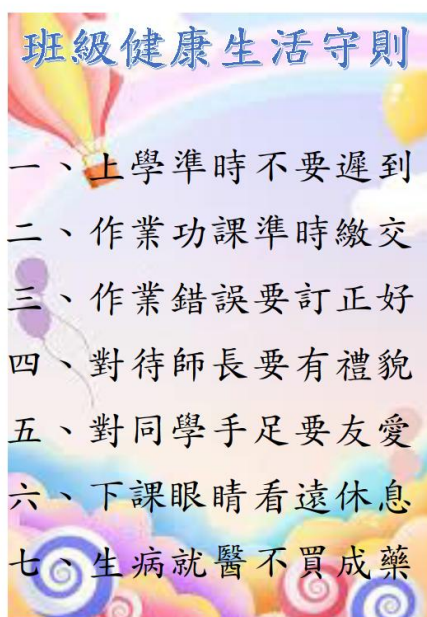 班級健康生活守則
一、上學準時不要遲到
二、作業功課準時繳交
三、作業錯誤要訂正好
四、對待師長要有禮貌
五、對同學手足要友愛
六、下課眼睛看遠休息
七、生病就醫不買成藥